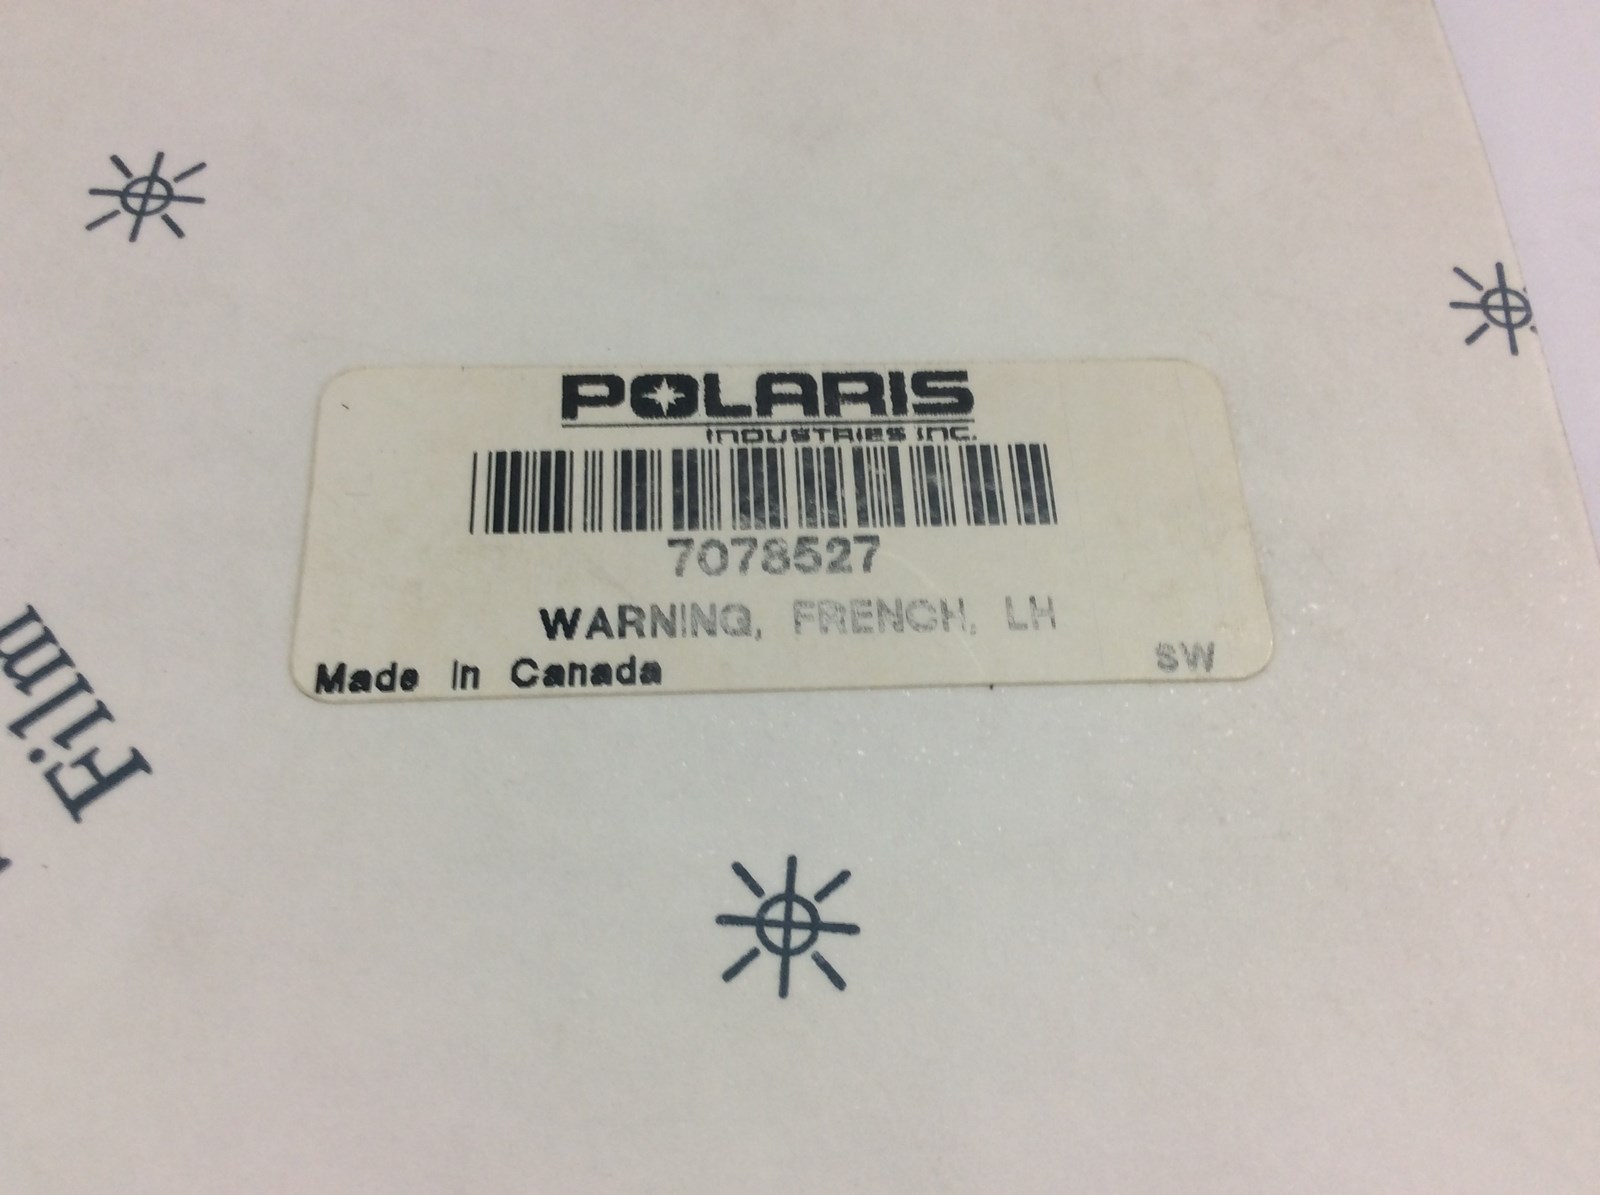 POLARIS
INDUSTRIES INC.
7078527
WARNING, FRENCH, LH
Made in Canada
SW
Film